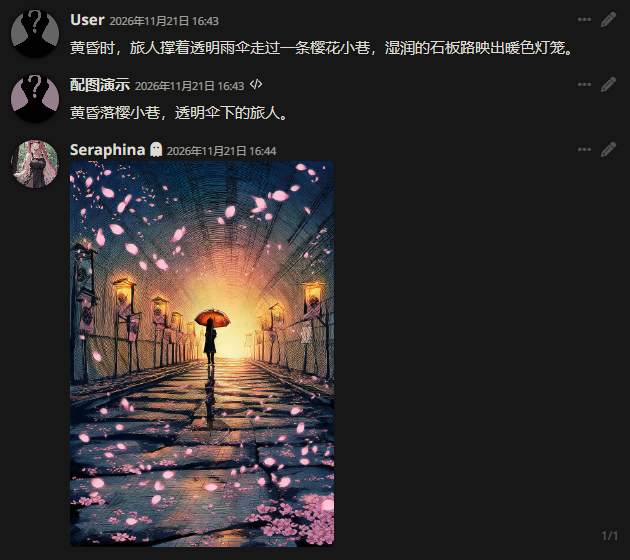 User 2026年11月21日 16:43
黄昏时，旅人撑着透明雨伞走过一条樱花小巷，湿润的石板路映出暖色灯笼。
配图演示 2026年11月21日 16:43
黄昏落樱小巷，透明伞下的旅人。
Seraphina 2026年11月21日 16:44
1/1